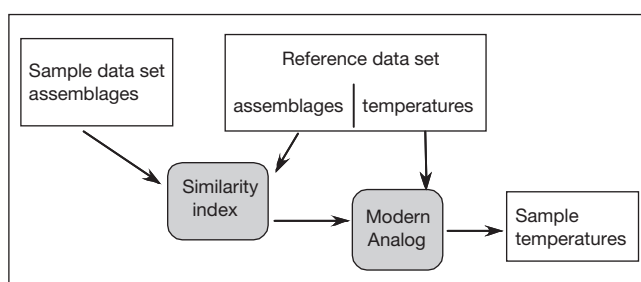 Sample data set
assemblages
Reference data set
assemblages
temperatures
Similarity
index
Modern
Analog
Sample
temperatures